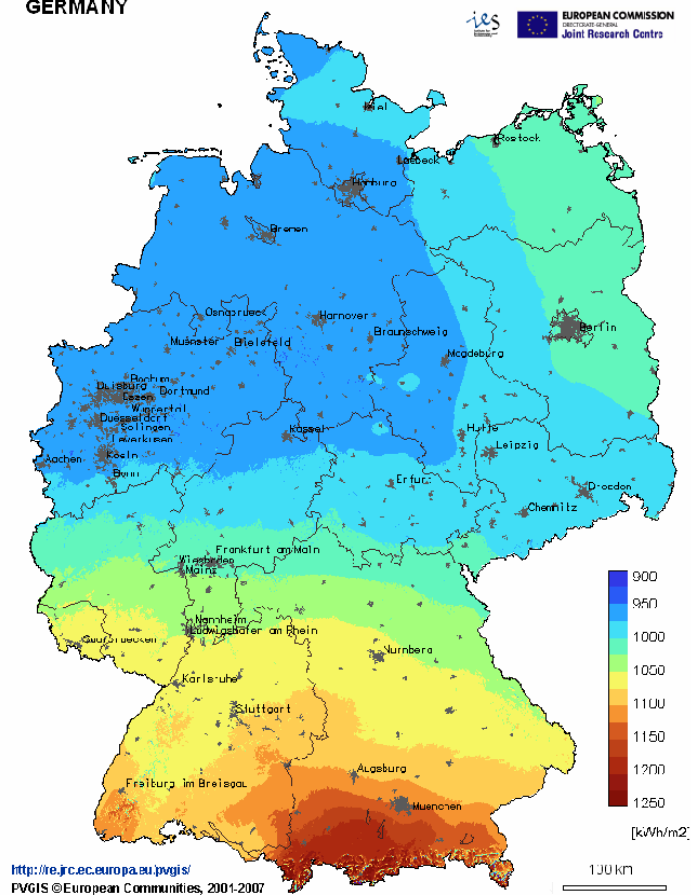 GERMANY
ies
EUROPEAN COMMISSION
DIRECTORATE-GENERAL
Joint Research Centre
Kiel
Rostock
Luebeck
Hamburg
Bremen
Osnabrueck
Hannover
Berlin
Braunschweig
Muenster
Bielefeld
Magdeburg
Bochum
Duisburg
Essen
Dortmund
Wuppertal
Duesseldorf
Solingen
Kassel
Halle
Leverkusen
Leipzig
Aachen
Koeln
Bonn
Erfurt
Dresden
Chemnitz
Frankfurt am Main
Wiesbaden
Mainz
Mannheim
Ludwigshafen am Rhein
Saarbruecken
Nurnberg
Karlsruhe
Stuttgart
Augsburg
Freiburg im Breisgau
Muenchen
900
950
1000
1050
1100
1150
1200
1250
[kWh/m2]
100 km
http://re.jrc.ec.europa.eu/pvgis/
PVGIS © European Communities, 2001-2007